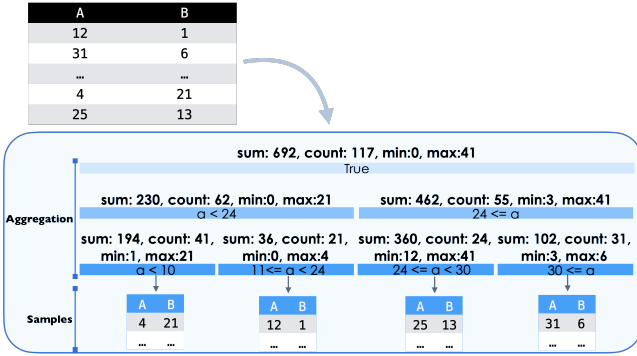 A B
12 1
31 6
... ...
4 21
25 13
sum: 692, count: 117, min:0, max:41
True
sum: 230, count: 62, min:0, max:21
a < 24
sum: 462, count: 55, min:3, max:41
24 <= a
Aggregation
sum: 194, count: 41,
min:1, max:21
a < 10
sum: 36, count: 21,
min:0, max:4
11<= a < 24
sum: 360, count: 24,
min:12, max:41
24 <= a < 30
sum: 102, count: 31,
min:3, max:6
30 <= a
Samples
A B
4 21
... ...
A B
12 1
... ...
A B
25 13
... ...
A B
31 6
... ...